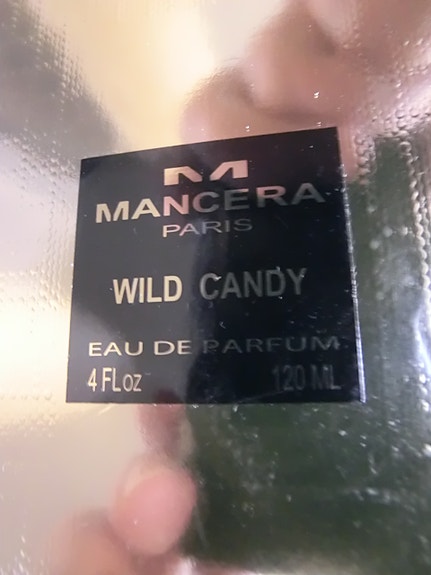 M
MANCERA
PARIS
WILD CANDY
EAU DE PARFUM
4 FL oz 120 ML